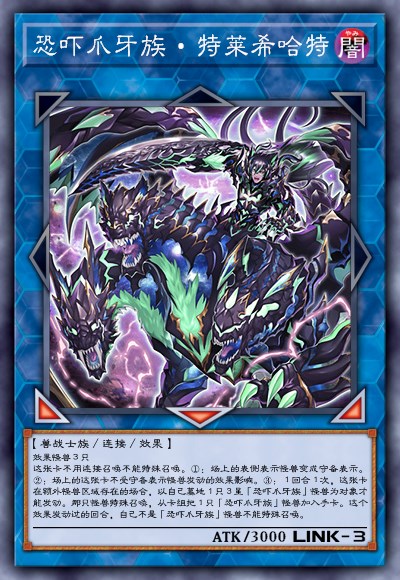 恐吓爪牙族·特莱希哈特
やみ
闇
【兽战士族/连接/效果】
效果怪兽3只
这张卡不用连接召唤不能特殊召唤。①：场上的表侧表示怪兽变成守备表示。
②：场上的这张卡不受守备表示怪兽发动的效果影响。③：1回合1次，这张卡
在额外怪兽区域存在的场合，以自己墓地1只3星「恐吓爪牙族」怪兽为对象才
能发动。那只怪兽特殊召唤，从卡组把1只「恐吓爪牙族」怪兽加入手卡。这个
效果发动过的回合，自己不是「恐吓爪牙族」怪兽不能特殊召唤。
ATK/3000 LINK-3